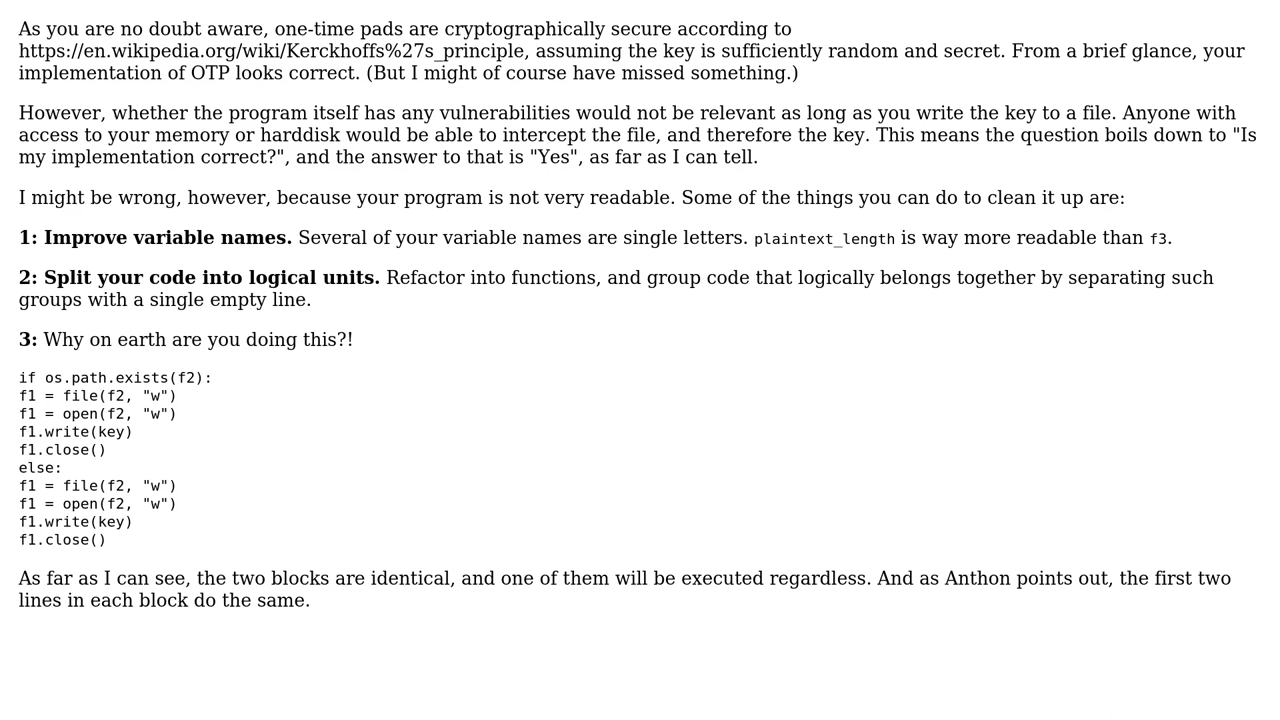 As you are no doubt aware, one-time pads are cryptographically secure according to
https://en.wikipedia.org/wiki/Kerckhoffs%27s_principle, assuming the key is sufficiently random and secret. From a brief glance, your
implementation of OTP looks correct. (But I might of course have missed something.)
However, whether the program itself has any vulnerabilities would not be relevant as long as you write the key to a file. Anyone with
access to your memory or harddisk would be able to intercept the file, and therefore the key. This means the question boils down to "Is
my implementation correct?", and the answer to that is "Yes", as far as I can tell.
I might be wrong, however, because your program is not very readable. Some of the things you can do to clean it up are:
1: Improve variable names. Several of your variable names are single letters. plaintext_length is way more readable than f3.
2: Split your code into logical units. Refactor into functions, and group code that logically belongs together by separating such
groups with a single empty line.
3: Why on earth are you doing this?!
if os.path.exists(f2):
f1 = file(f2, "w")
f1 = open(f2, "w")
f1.write(key)
f1.close()
else:
f1 = file(f2, "w")
f1 = open(f2, "w")
f1.write(key)
f1.close()
As far as I can see, the two blocks are identical, and one of them will be executed regardless. And as Anthon points out, the first two
lines in each block do the same.